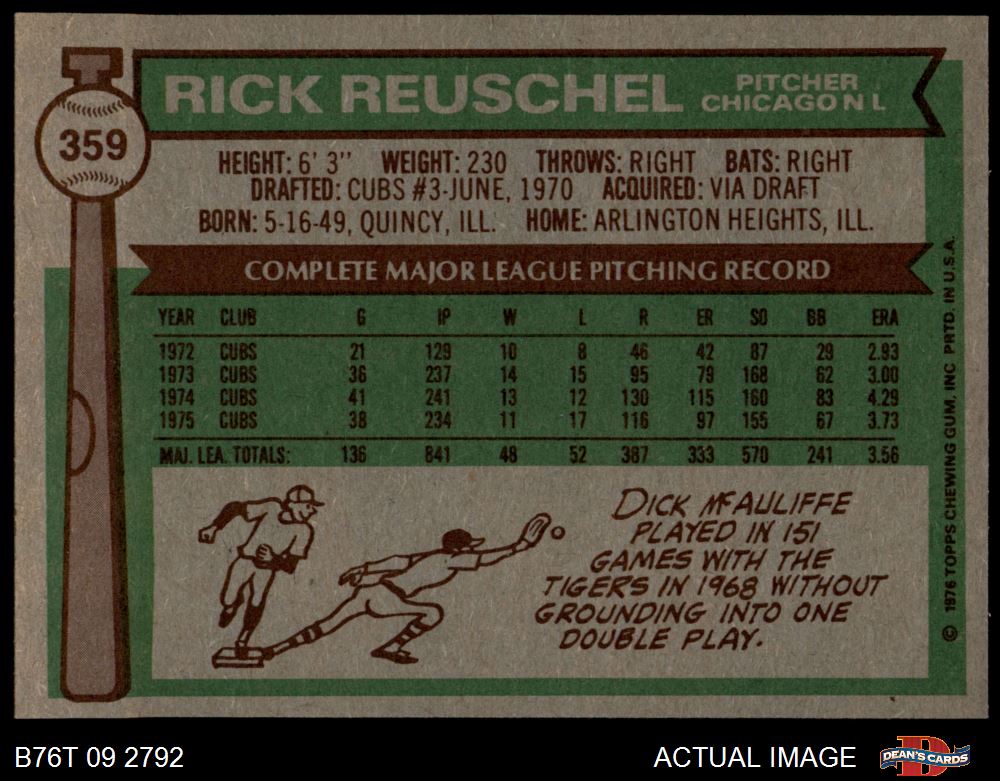 359
RICK REUSCHEL
PITCHER
CHICAGO N L
HEIGHT: 6' 3" WEIGHT: 230 THROWS: RIGHT BATS: RIGHT
DRAFTED: CUBS #3-JUNE, 1970 ACQUIRED: VIA DRAFT
BORN: 5-16-49, QUINCY, ILL. HOME: ARLINGTON HEIGHTS, ILL.
COMPLETE MAJOR LEAGUE PITCHING RECORD
YEAR CLUB G IP W L R ER SO BB ERA
1972 CUBS 21 129 10 8 46 42 87 29 2.93
1973 CUBS 36 237 14 15 95 79 168 62 3.00
1974 CUBS 41 241 13 12 130 115 160 83 4.29
1975 CUBS 38 234 11 17 116 97 155 67 3.73
MAJ. LEA. TOTALS: 136 841 48 52 387 333 570 241 3.56
DICK McAULIFFE
PLAYED IN 151
GAMES WITH THE
TIGERS IN 1968 WITHOUT
GROUNDING INTO ONE
DOUBLE PLAY.
© 1976 TOPPS CHEWING GUM, INC PRTD. IN U.S.A.
B76T 09 2792
ACTUAL IMAGE
DEAN'S CARDS